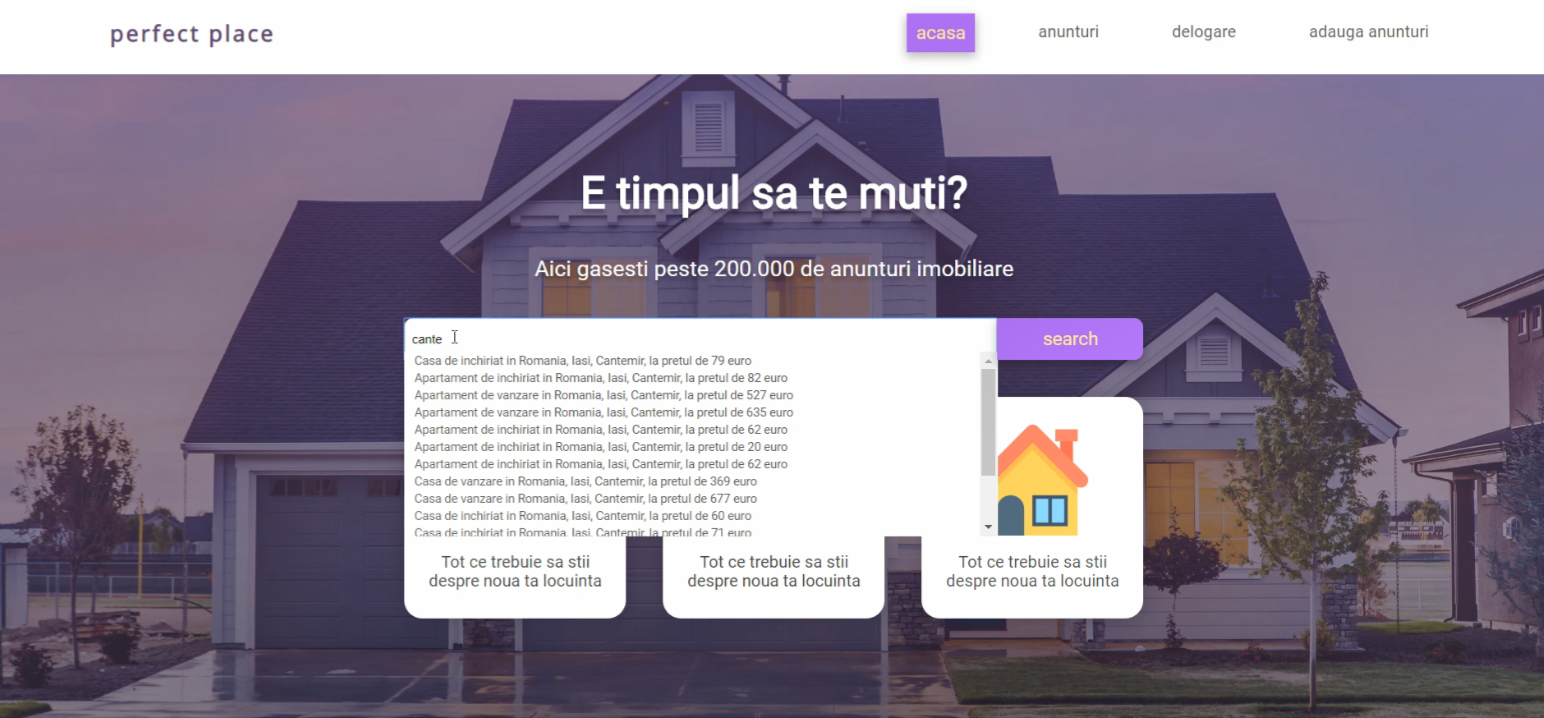 perfect place
acasa
anunturi
delogare
adauga anunturi
E timpul sa te muti?
Aici gasesti peste 200.000 de anunturi imobiliare
cante
search
Casa de inchiriat in Romania, Iasi, Cantemir, la pretul de 79 euro
Apartament de inchiriat in Romania, Iasi, Cantemir, la pretul de 82 euro
Apartament de vanzare in Romania, Iasi, Cantemir, la pretul de 527 euro
Apartament de vanzare in Romania, Iasi, Cantemir, la pretul de 635 euro
Apartament de inchiriat in Romania, Iasi, Cantemir, la pretul de 62 euro
Apartament de inchiriat in Romania, Iasi, Cantemir, la pretul de 20 euro
Apartament de inchiriat in Romania, Iasi, Cantemir, la pretul de 62 euro
Casa de vanzare in Romania, Iasi, Cantemir, la pretul de 369 euro
Casa de vanzare in Romania, Iasi, Cantemir, la pretul de 677 euro
Casa de inchiriat in Romania, Iasi, Cantemir, la pretul de 60 euro
Casa de inchiriat in Romania, Iasi, Cantemir, la pretul de 71 euro
Tot ce trebuie sa stii
despre noua ta locuinta
Tot ce trebuie sa stii
despre noua ta locuinta
Tot ce trebuie sa stii
despre noua ta locuinta